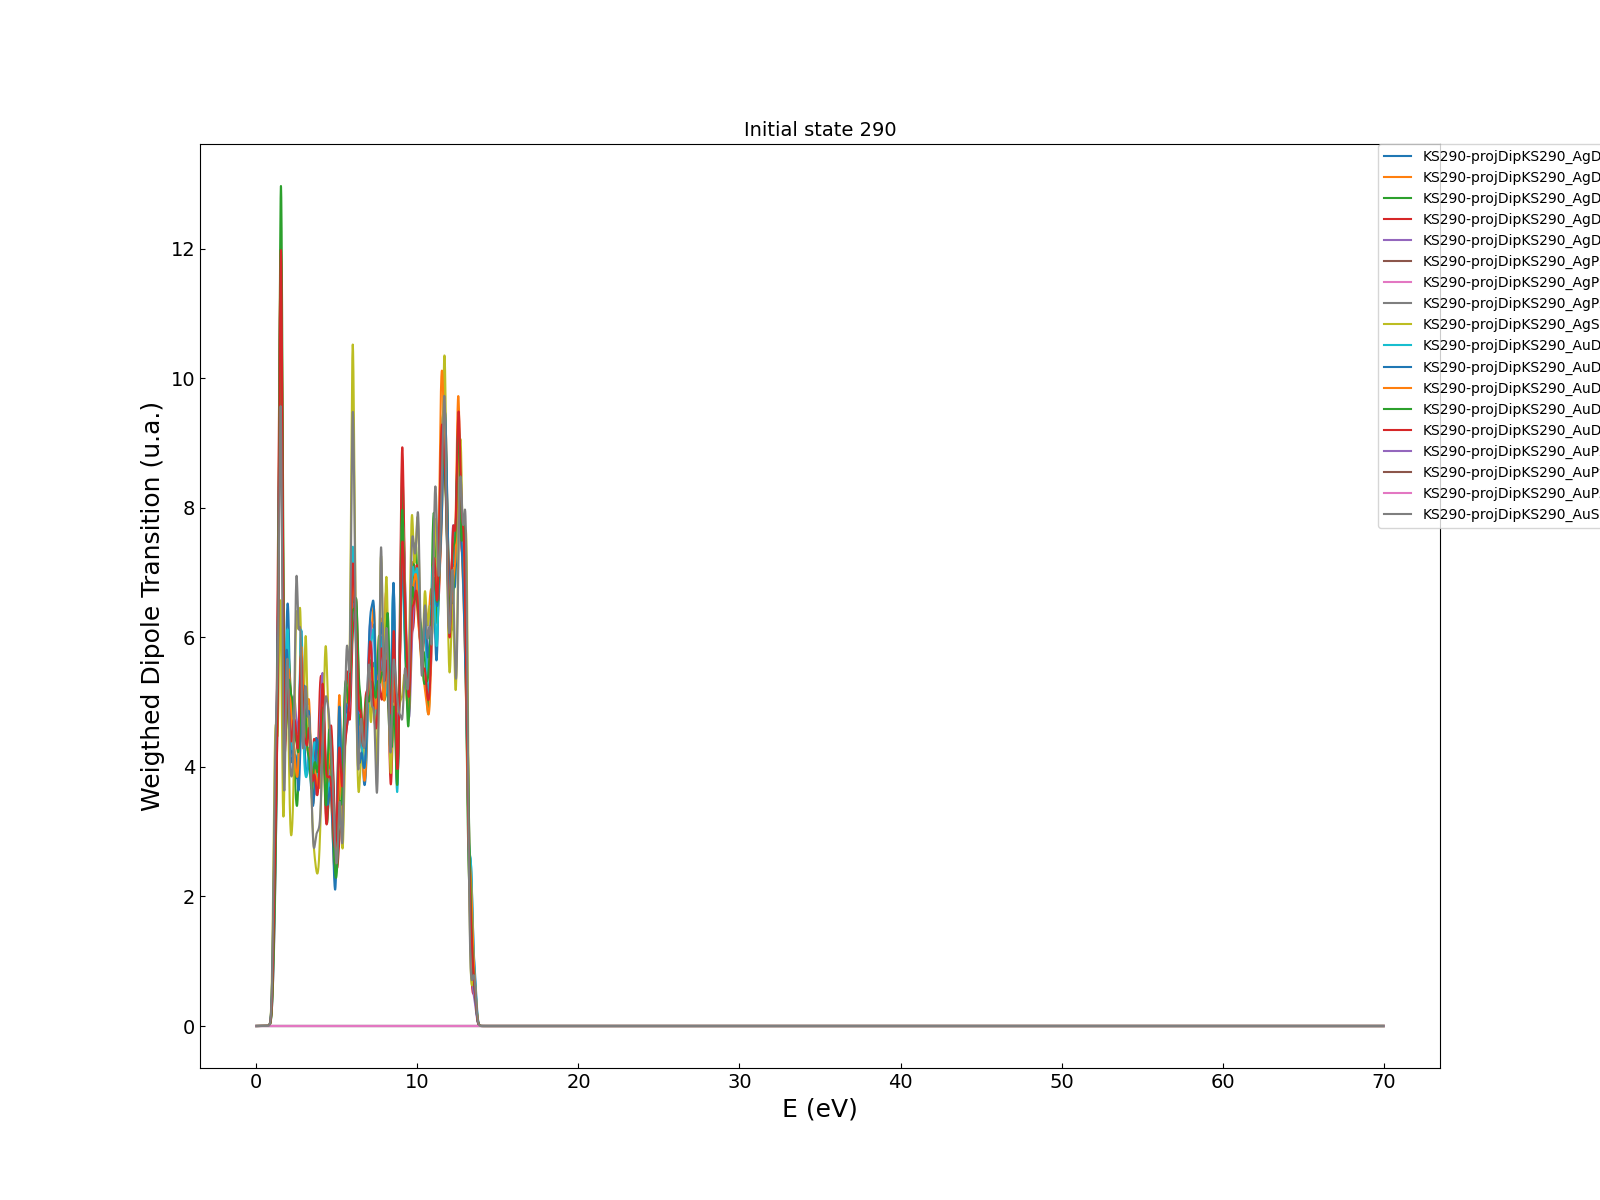 Initial state 290
Weigthed Dipole Transition (u.a.)
12
10
8
6
4
2
0
0 10 20 30 40 50 60 70
E (eV)
KS290-projDipKS290_AgD
KS290-projDipKS290_AgD
KS290-projDipKS290_AgD
KS290-projDipKS290_AgD
KS290-projDipKS290_AgD
KS290-projDipKS290_AgP
KS290-projDipKS290_AgP
KS290-projDipKS290_AgP
KS290-projDipKS290_AgS
KS290-projDipKS290_AuD
KS290-projDipKS290_AuD
KS290-projDipKS290_AuD
KS290-projDipKS290_AuD
KS290-projDipKS290_AuD
KS290-projDipKS290_AuP
KS290-projDipKS290_AuP
KS290-projDipKS290_AuP
KS290-projDipKS290_AuS